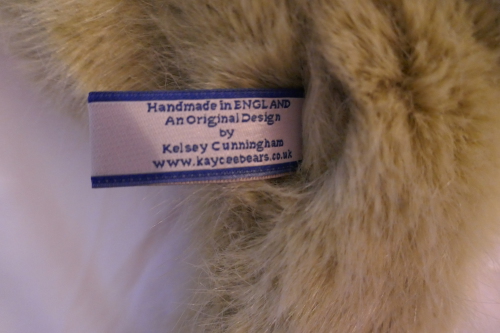 Handmade in ENGLAND
An Original Design
by
Kelsey Cunningham
www.kayceebears.co.uk